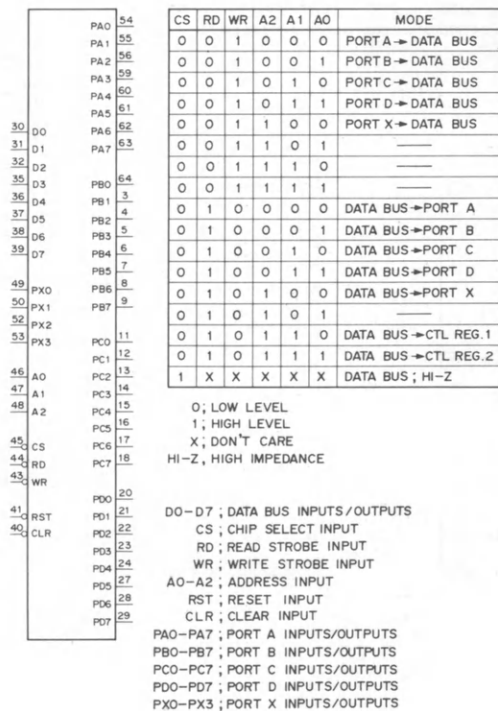 30 D0
31 D1
32 D2
35 D3
36 D4
37 D5
38 D6
39 D7
49 PX0
50 PX1
52 PX2
53 PX3
46 A0
47 A1
48 A2
45 CS
44 RD
43 WR
41 RST
40 CLR
PA0 54
PA1 55
PA2 56
PA3 59
PA4 60
PA5 61
PA6 62
PA7 63
PB0 64
PB1 3
PB2 4
PB3 5
PB4 6
PB5 7
PB6 8
PB7 9
PC0 11
PC1 12
PC2 13
PC3 14
PC4 15
PC5 16
PC6 17
PC7 18
PD0 20
PD1 21
PD2 22
PD3 23
PD4 24
PD5 27
PD6 28
PD7 29
CS RD WR A2 A1 A0 MODE
0 0 1 0 0 0 PORT A → DATA BUS
0 0 1 0 0 1 PORT B → DATA BUS
0 0 1 0 1 0 PORT C → DATA BUS
0 0 1 0 1 1 PORT D → DATA BUS
0 0 1 1 0 0 PORT X → DATA BUS
0 0 1 1 0 1 ——
0 0 1 1 1 0 ——
0 0 1 1 1 1 ——
0 1 0 0 0 0 DATA BUS → PORT A
0 1 0 0 0 1 DATA BUS → PORT B
0 1 0 0 1 0 DATA BUS → PORT C
0 1 0 0 1 1 DATA BUS → PORT D
0 1 0 1 0 0 DATA BUS → PORT X
0 1 0 1 0 1 ——
0 1 0 1 1 0 DATA BUS → CTL REG.1
0 1 0 1 1 1 DATA BUS → CTL REG.2
1 X X X X X DATA BUS ; HI-Z
0 ; LOW LEVEL
1 ; HIGH LEVEL
X ; DON'T CARE
HI-Z ; HIGH IMPEDANCE
D0-D7 ; DATA BUS INPUTS/OUTPUTS
CS ; CHIP SELECT INPUT
RD ; READ STROBE INPUT
WR ; WRITE STROBE INPUT
A0-A2 ; ADDRESS INPUT
RST ; RESET INPUT
CLR ; CLEAR INPUT
PA0-PA7 ; PORT A INPUTS/OUTPUTS
PB0-PB7 ; PORT B INPUTS/OUTPUTS
PC0-PC7 ; PORT C INPUTS/OUTPUTS
PD0-PD7 ; PORT D INPUTS/OUTPUTS
PX0-PX3 ; PORT X INPUTS/OUTPUTS